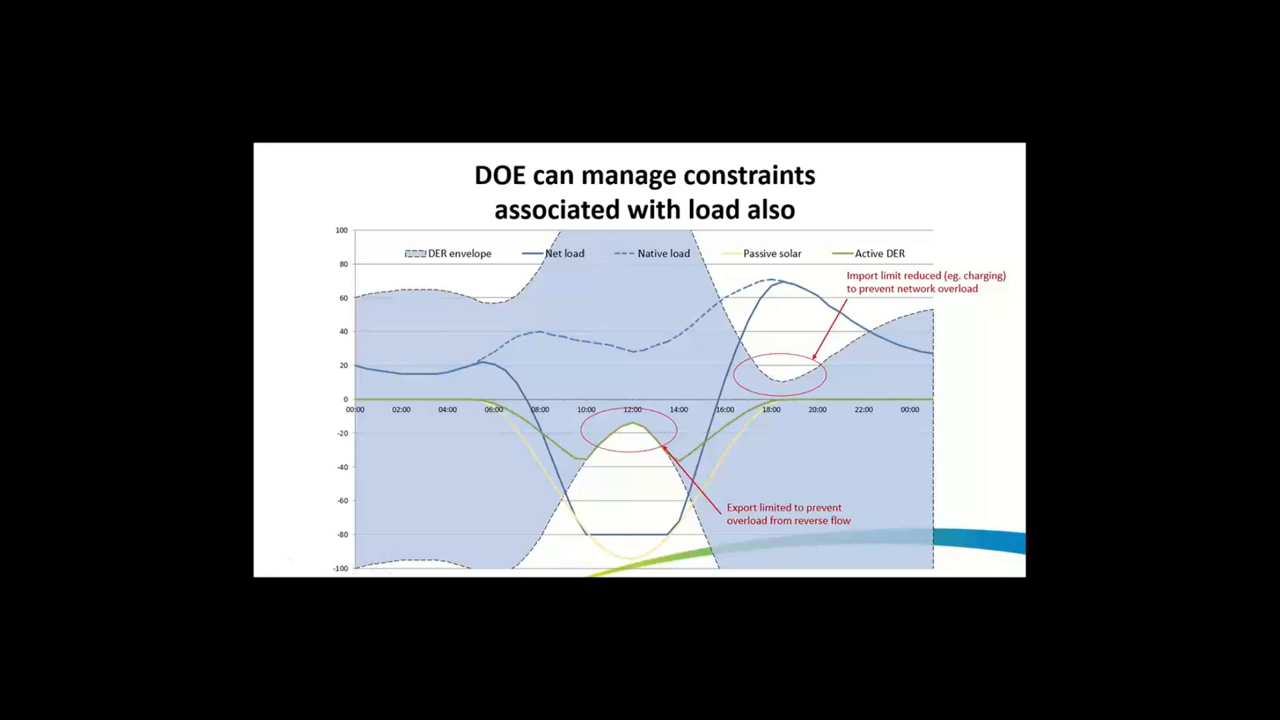 DOE can manage constraints
associated with load also
100
80
60
40
20
0
-20
-40
-60
-80
-100
DER envelope
Net load
Native load
Passive solar
Active DER
Import limit reduced (eg. charging)
to prevent network overload
00:00
02:00
04:00
06:00
08:00
10:00
12:00
14:00
16:00
18:00
20:00
22:00
00:00
Export limited to prevent
overload from reverse flow